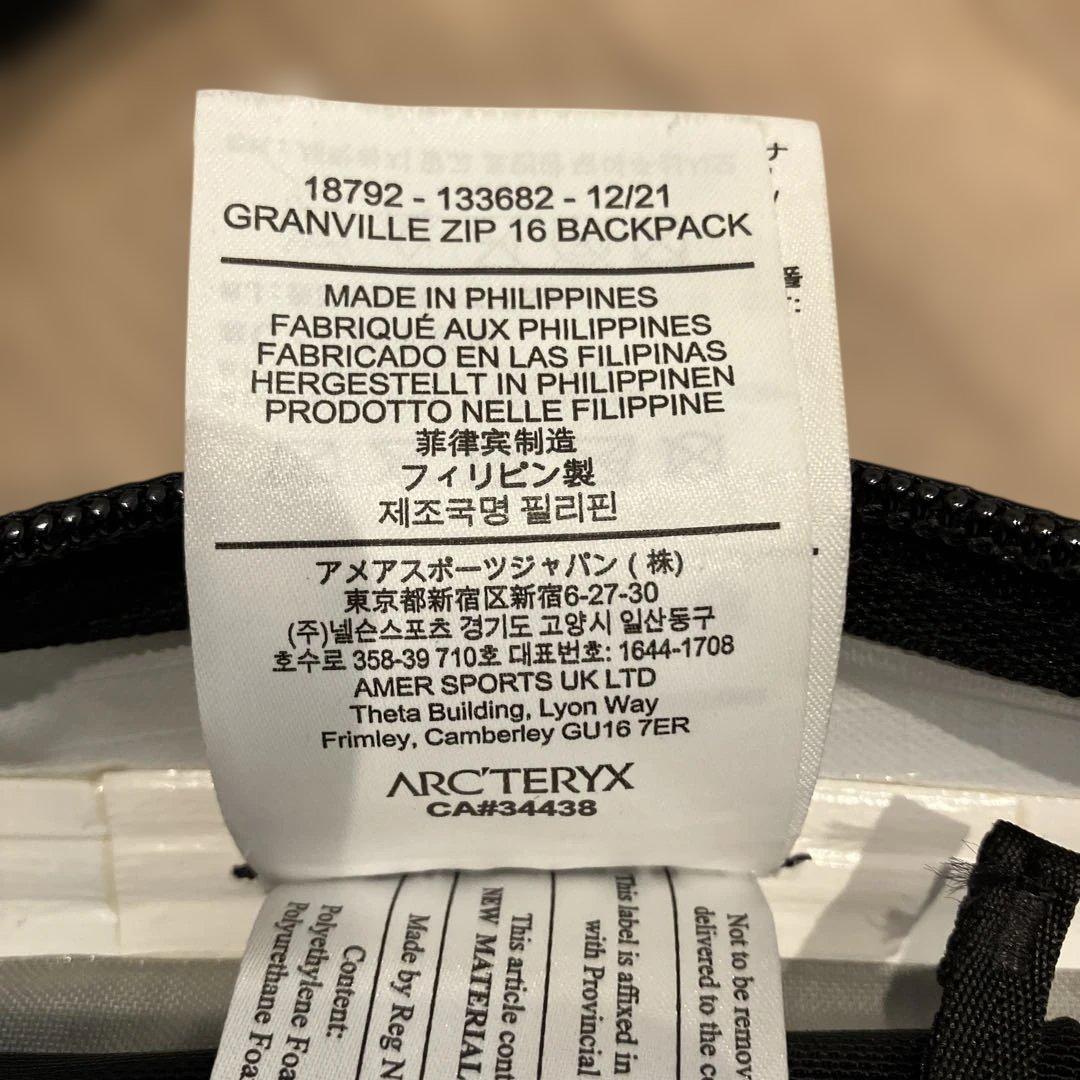 18792 - 133682 - 12/21
GRANVILLE ZIP 16 BACKPACK
MADE IN PHILIPPINES
FABRIQUÉ AUX PHILIPPINES
FABRICADO EN LAS FILIPINAS
HERGESTELLT IN PHILIPPINEN
PRODOTTO NELLE FILIPPINE
菲律宾制造
フィリピン製
제조국명 필리핀
アメアスポーツジャパン ( 株)
東京都新宿区新宿6-27-30
(주)넬슨스포츠 경기도 고양시 일산동구
호수로 358-39 710호 대표번호: 1644-1708
AMER SPORTS UK LTD
Theta Building, Lyon Way
Frimley, Camberley GU16 7ER
ARC'TERYX
CA#34438
Not to be remov
delivered to the c
This label is affixed in
with Provincial
This article cont
NEW MATERIAL
Made by Reg N
Content:
Polyethylene Foa
Polyurethane Foa